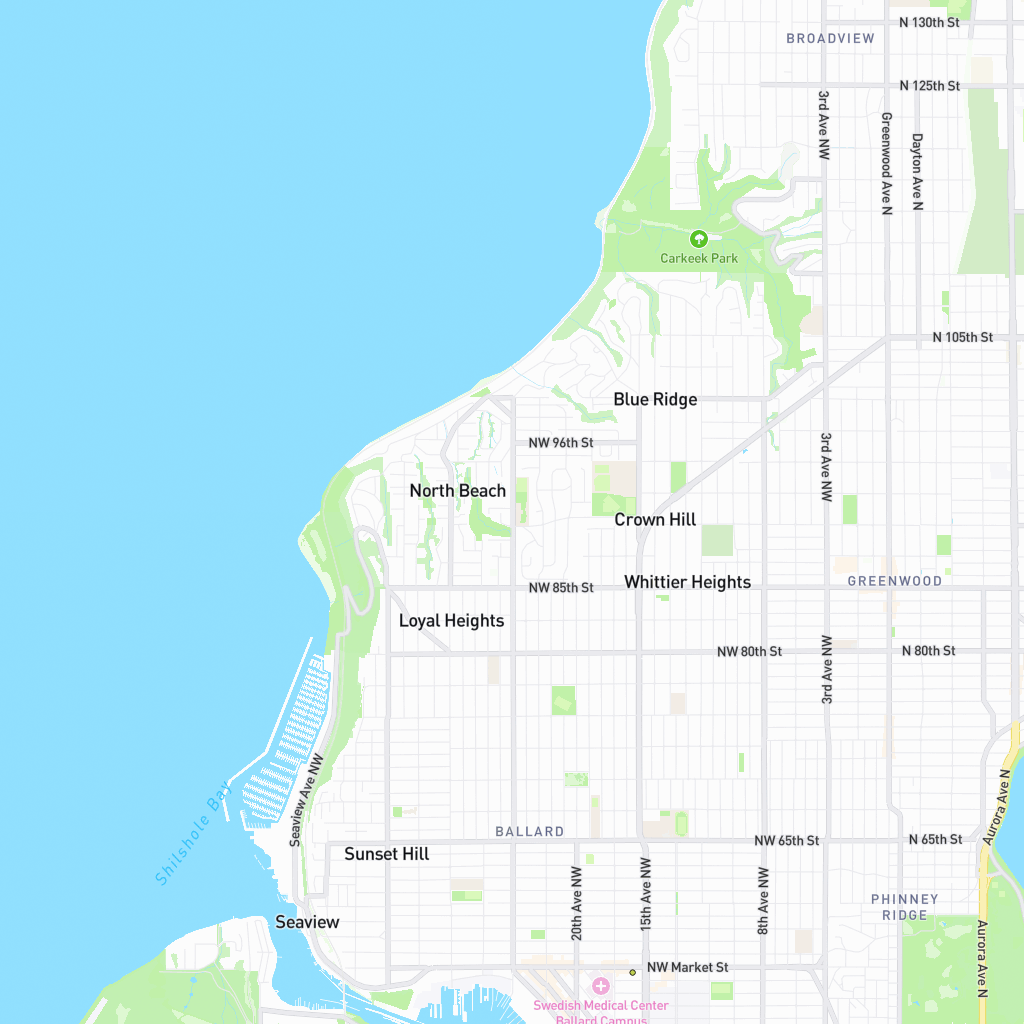 N 130th St
BROADVIEW
N 125th St
3rd Ave NW
Greenwood Ave N
Dayton Ave N
Carkeek Park
N 105th St
Blue Ridge
3rd Ave NW
NW 96th St
North Beach
Crown Hill
Whittier Heights
GREENWOOD
NW 85th St
Loyal Heights
NW 80th St
N 80th St
3rd Ave NW
Seaview Ave NW
Shilshole Bay
Aurora Ave N
BALLARD
NW 65th St
N 65th St
Sunset Hill
20th Ave NW
15th Ave NW
8th Ave NW
PHINNEY
RIDGE
Seaview
Aurora Ave N
NW Market St
Swedish Medical Center
Ballard Campus